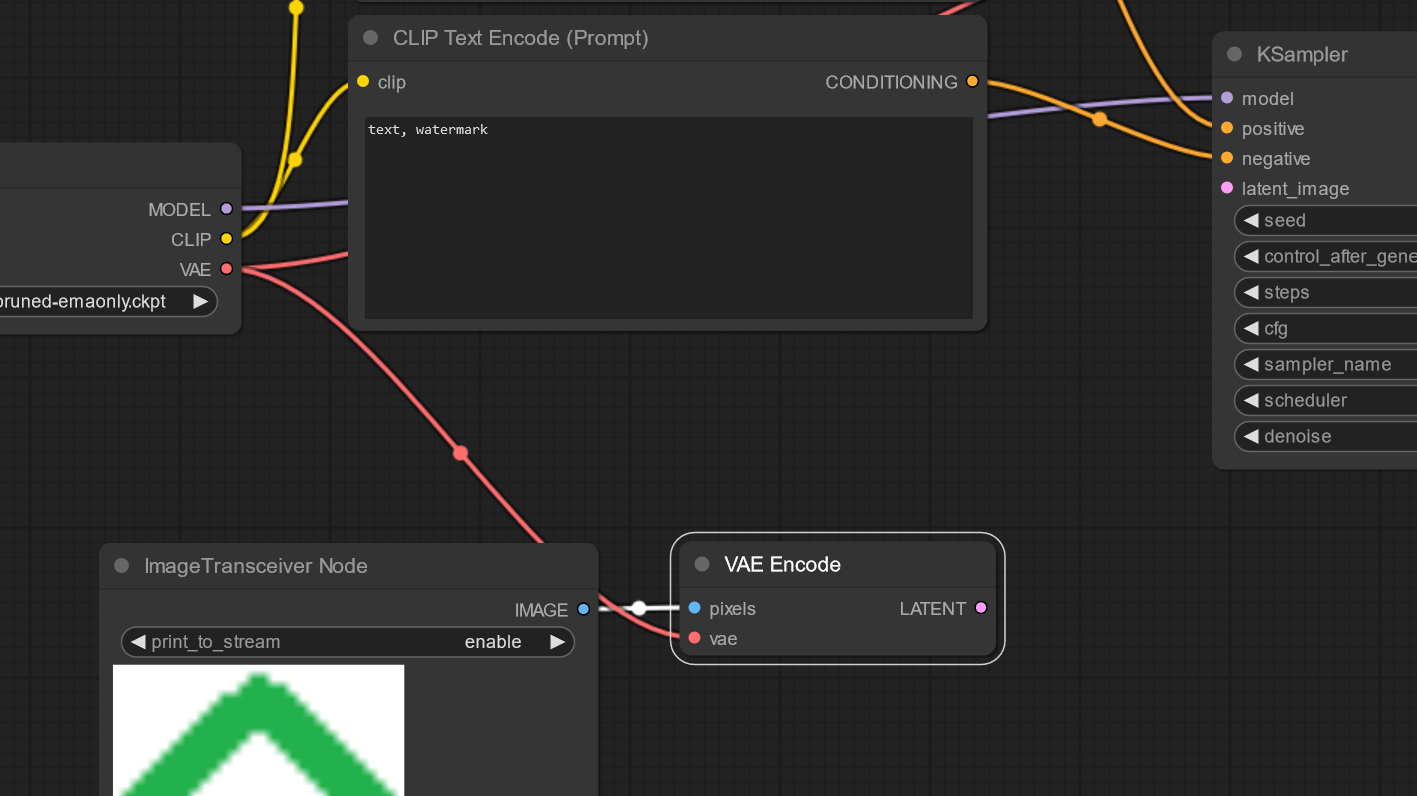 CLIP Text Encode (Prompt)
clip
CONDITIONING
text, watermark
MODEL
CLIP
VAE
pruned-emaonly.ckpt
KSampler
model
positive
negative
latent_image
seed
control_after_gene
steps
cfg
sampler_name
scheduler
denoise
ImageTransceiver Node
IMAGE
print_to_stream enable
VAE Encode
pixels LATENT
vae